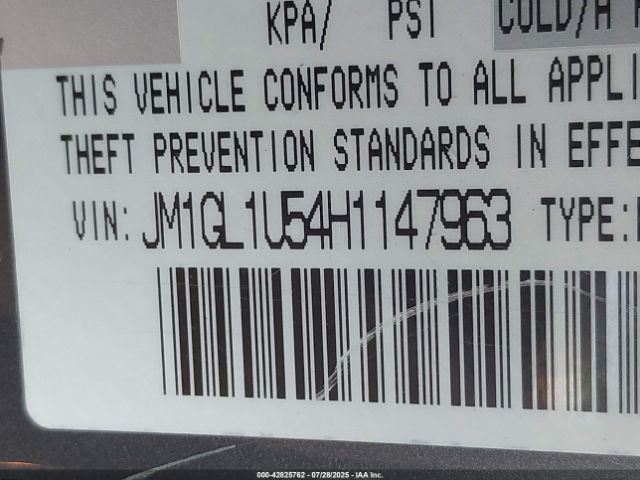 KPA/ PSI COLD/A
THIS VEHICLE CONFORMS TO ALL APPLI
THEFT PREVENTION STANDARDS IN EFFE
VIN: JM1GL1U54H1147963 TYPE:
000-42825762 - 07/28/2025 - IAA Inc.